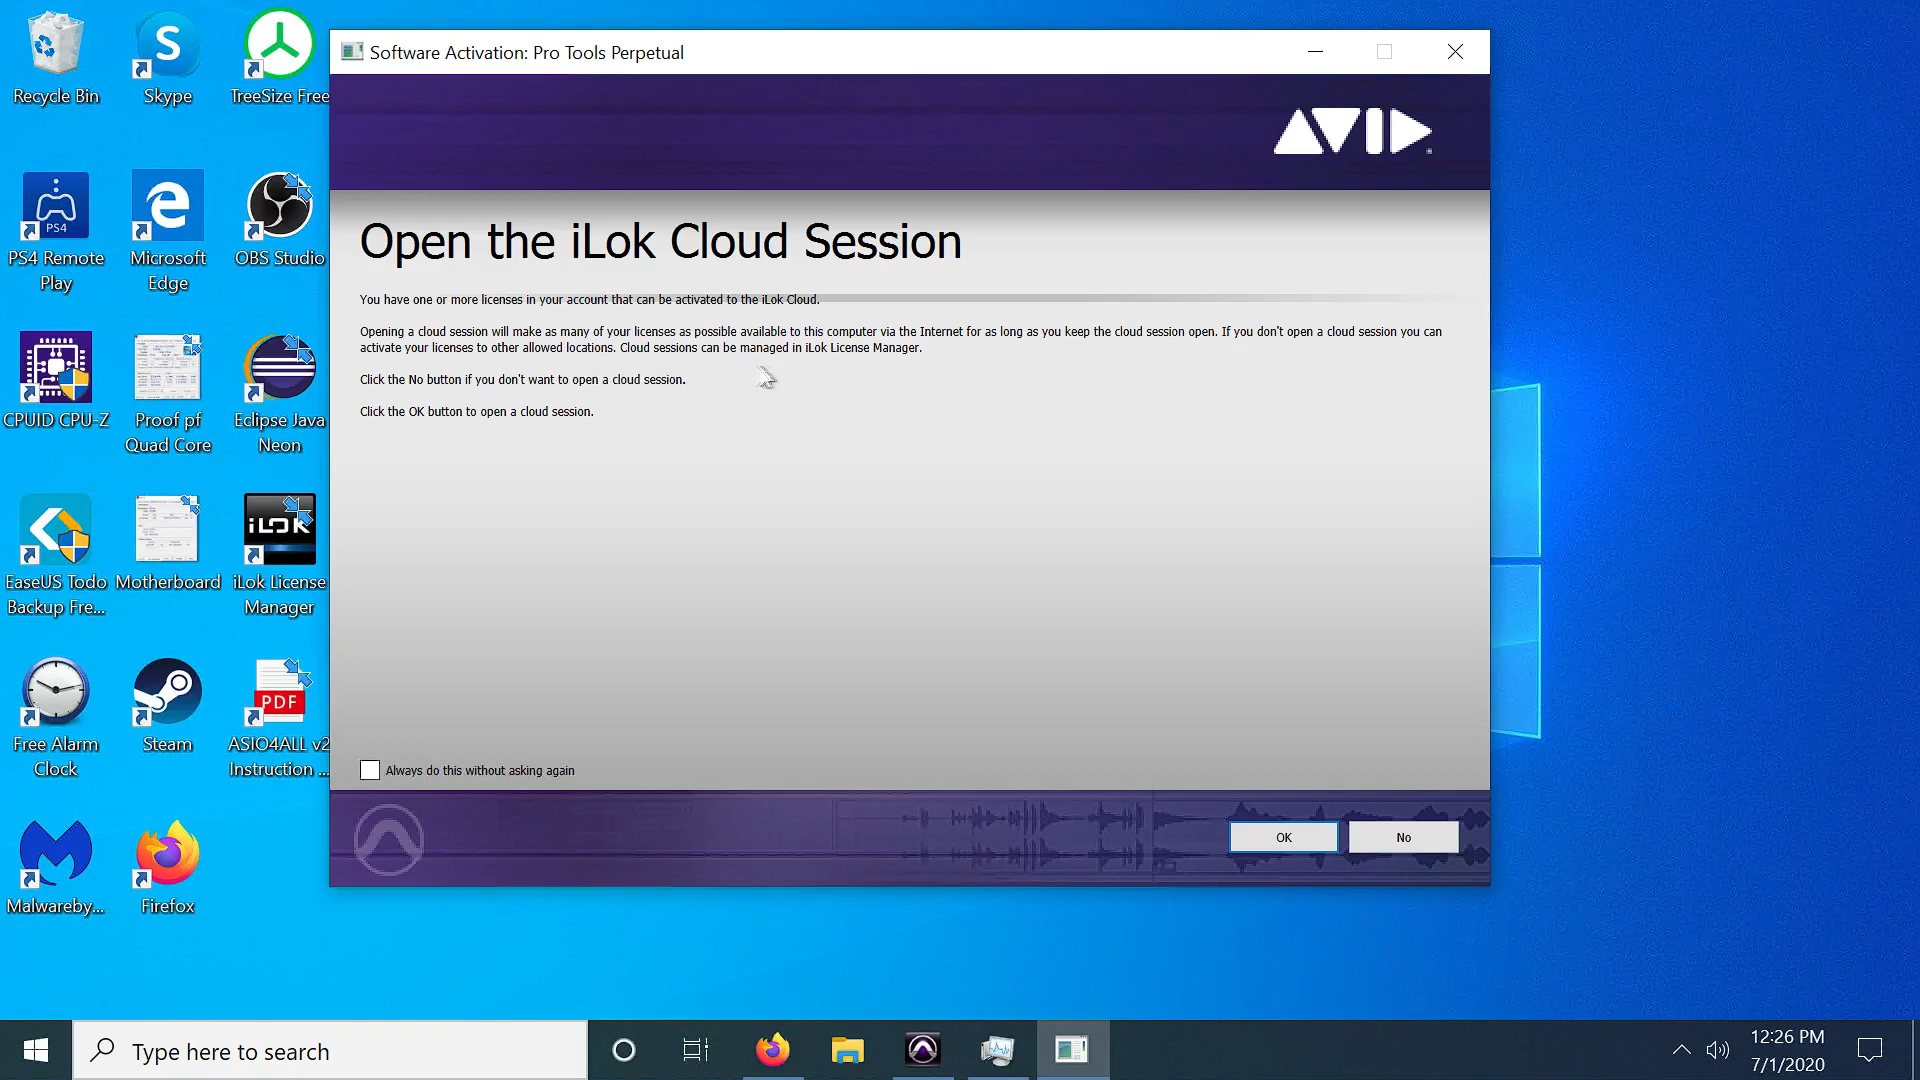 Recycle Bin
Skype
TreeSize Free
PS4
PS4 Remote
Play
Microsoft
Edge
OBS Studio
CPUID CPU-Z
Proof pf
Quad Core
Eclipse Java
Neon
EaseUS Todo
Backup Fre...
Motherboard
iLOK
iLok License
Manager
Free Alarm
Clock
Steam
PDF
ASIO4ALL v2
Instruction ...
Malwareby...
Firefox
Software Activation: Pro Tools Perpetual
AVID
Open the iLok Cloud Session
You have one or more licenses in your account that can be activated to the iLok Cloud.
Opening a cloud session will make as many of your licenses as possible available to this computer via the Internet for as long as you keep the cloud session open. If you don't open a cloud session you can
activate your licenses to other allowed locations. Cloud sessions can be managed in iLok License Manager.
Click the No button if you don't want to open a cloud session.
Click the OK button to open a cloud session.
Always do this without asking again
OK
No
Type here to search
12:26 PM
7/1/2020